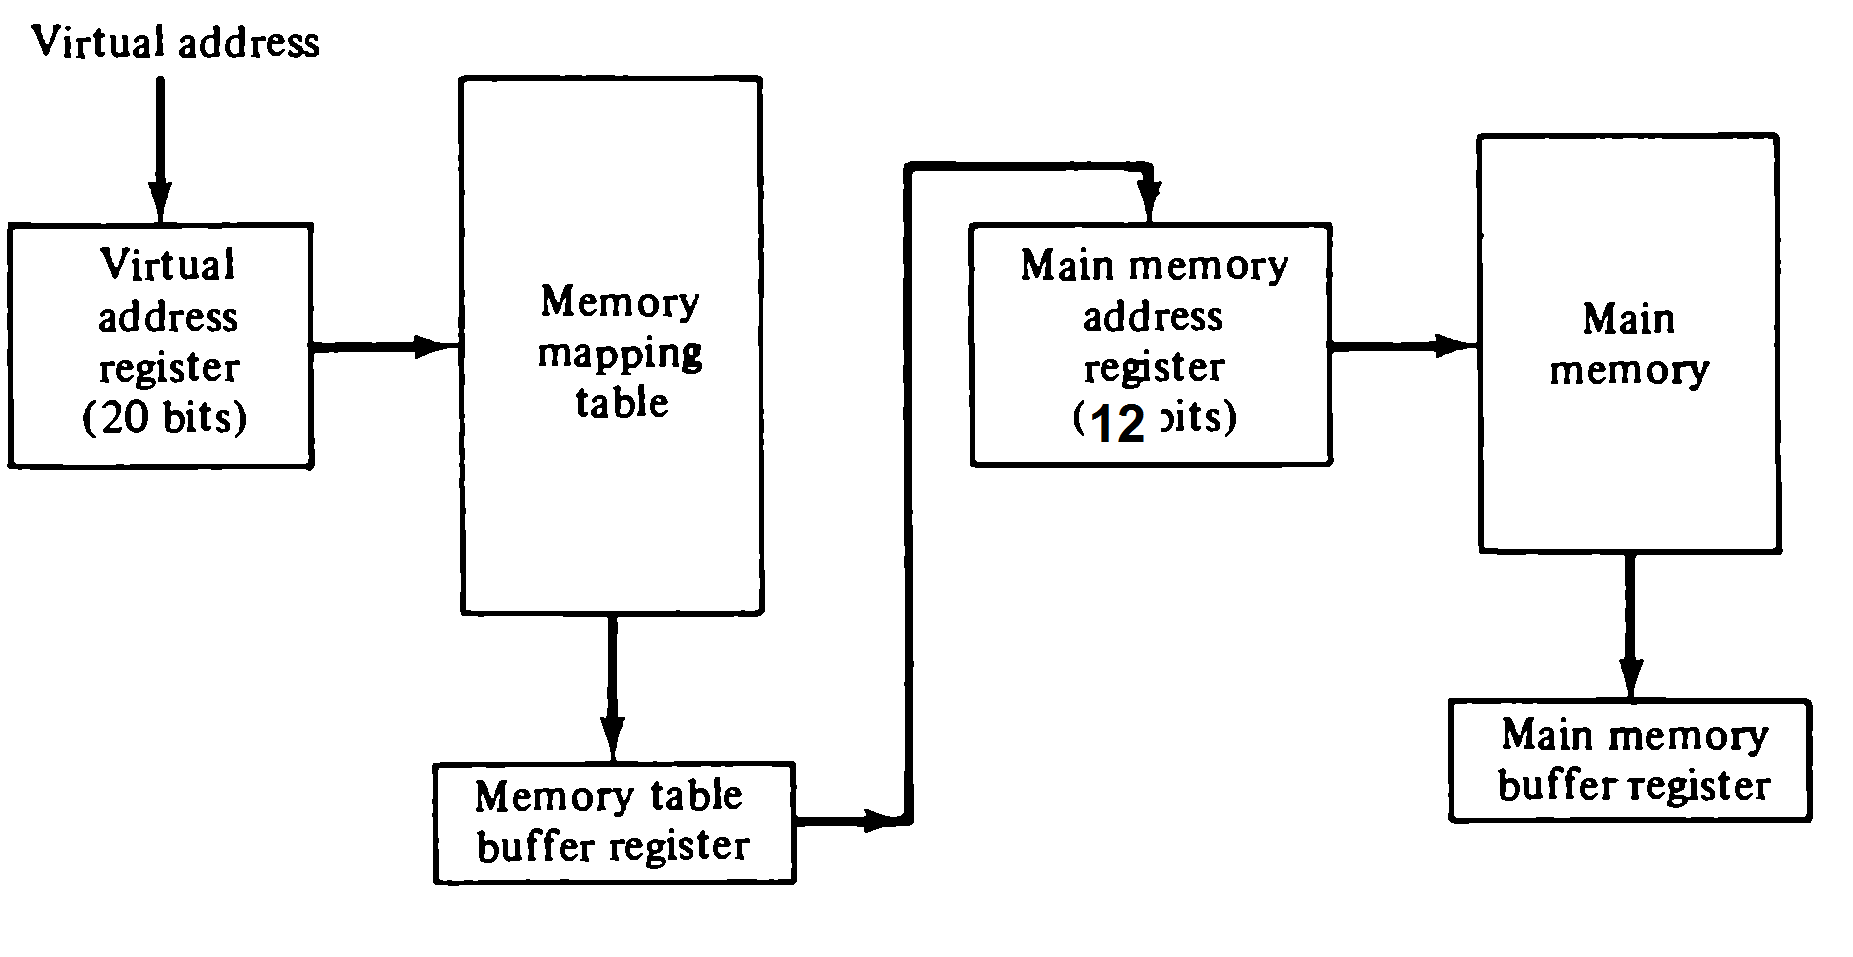 Virtual address
Virtual
address
register
(20 bits)
Memory
mapping
table
Memory table
buffer register
Main memory
address
register
(12 bits)
Main
memory
Main memory
buffer register